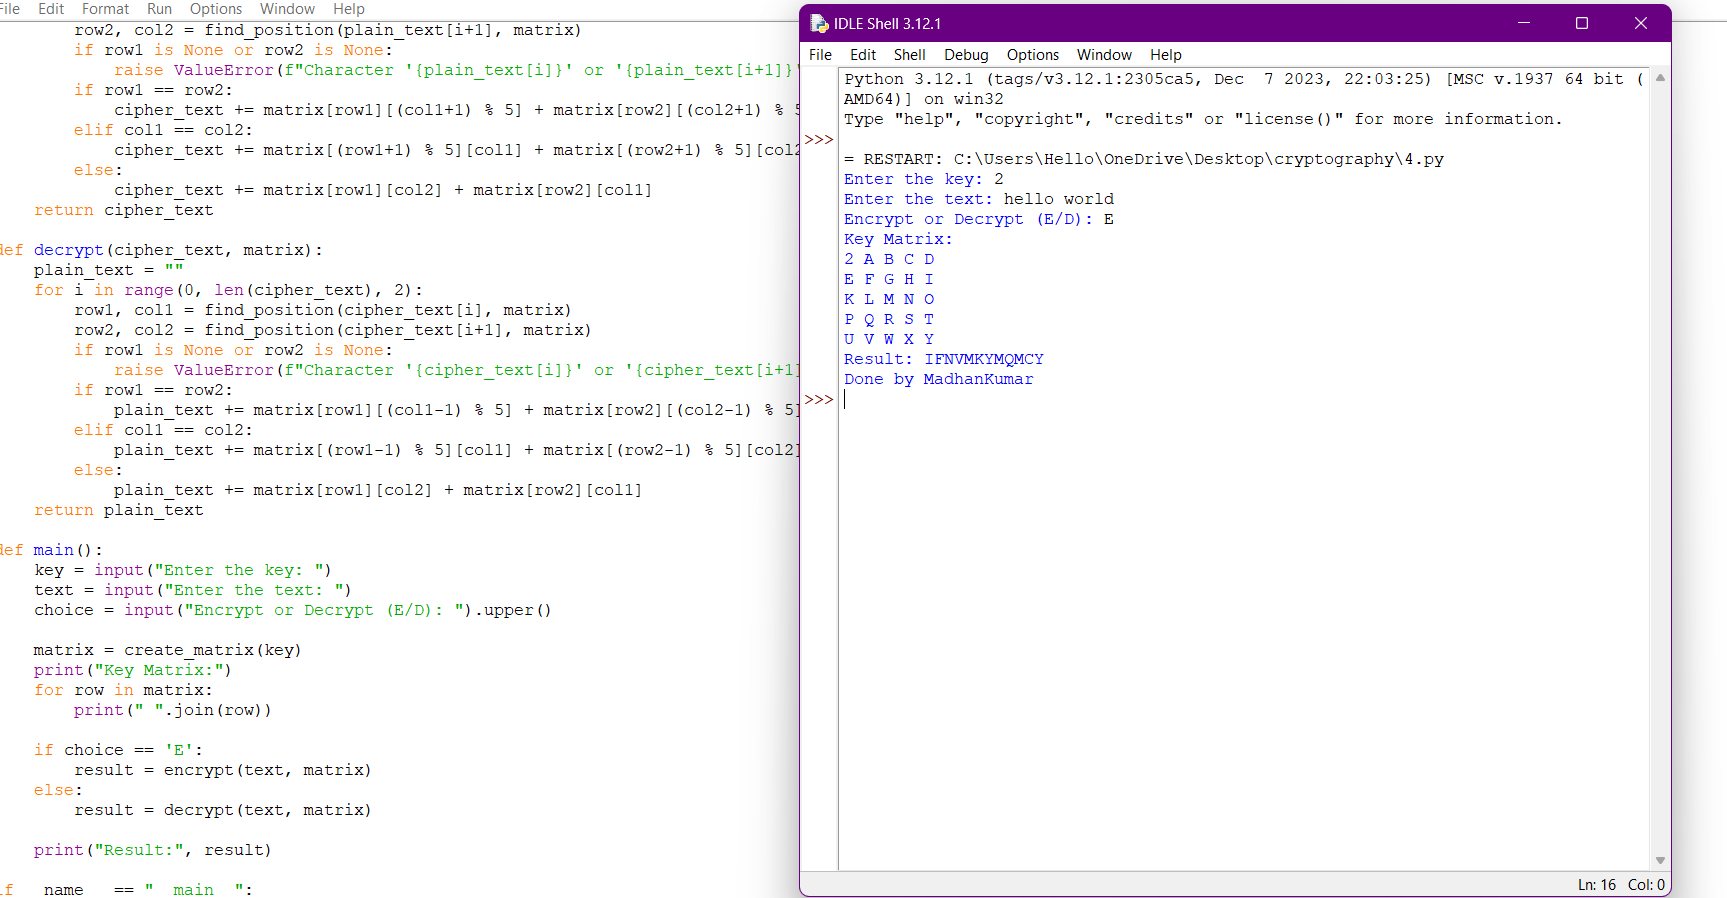 File Edit Format Run Options Window Help
row2, col2 = find_position(plain_text[i+1], matrix)
if row1 is None or row2 is None:
raise ValueError(f"Character '{plain_text[i]}' or '{plain_text[i+1]}'
if row1 == row2:
cipher_text += matrix[row1][(col1+1) % 5] + matrix[row2][(col2+1) % 5
elif col1 == col2:
cipher_text += matrix[(row1+1) % 5][col1] + matrix[(row2+1) % 5][col2
else:
cipher_text += matrix[row1][col2] + matrix[row2][col1]
return cipher_text
def decrypt(cipher_text, matrix):
plain_text = ""
for i in range(0, len(cipher_text), 2):
row1, col1 = find_position(cipher_text[i], matrix)
row2, col2 = find_position(cipher_text[i+1], matrix)
if row1 is None or row2 is None:
raise ValueError(f"Character '{cipher_text[i]}' or '{cipher_text[i+1]
if row1 == row2:
plain_text += matrix[row1][(col1-1) % 5] + matrix[row2][(col2-1) % 5]
elif col1 == col2:
plain_text += matrix[(row1-1) % 5][col1] + matrix[(row2-1) % 5][col2]
else:
plain_text += matrix[row1][col2] + matrix[row2][col1]
return plain_text
def main():
key = input("Enter the key: ")
text = input("Enter the text: ")
choice = input("Encrypt or Decrypt (E/D): ").upper()
matrix = create_matrix(key)
print("Key Matrix:")
for row in matrix:
print(" ".join(row))
if choice == 'E':
result = encrypt(text, matrix)
else:
result = decrypt(text, matrix)
print("Result:", result)
if __name__ == "__main__":
IDLE Shell 3.12.1
File Edit Shell Debug Options Window Help
Python 3.12.1 (tags/v3.12.1:2305ca5, Dec  7 2023, 22:03:25) [MSC v.1937 64 bit (
AMD64)] on win32
Type "help", "copyright", "credits" or "license()" for more information.
>>>
= RESTART: C:\Users\Hello\OneDrive\Desktop\cryptography\4.py
Enter the key: 2
Enter the text: hello world
Encrypt or Decrypt (E/D): E
Key Matrix:
2 A B C D
E F G H I
K L M N O
P Q R S T
U V W X Y
Result: IFNVMKYMQMCY
Done by MadhanKumar
>>>
Ln: 16 Col: 0